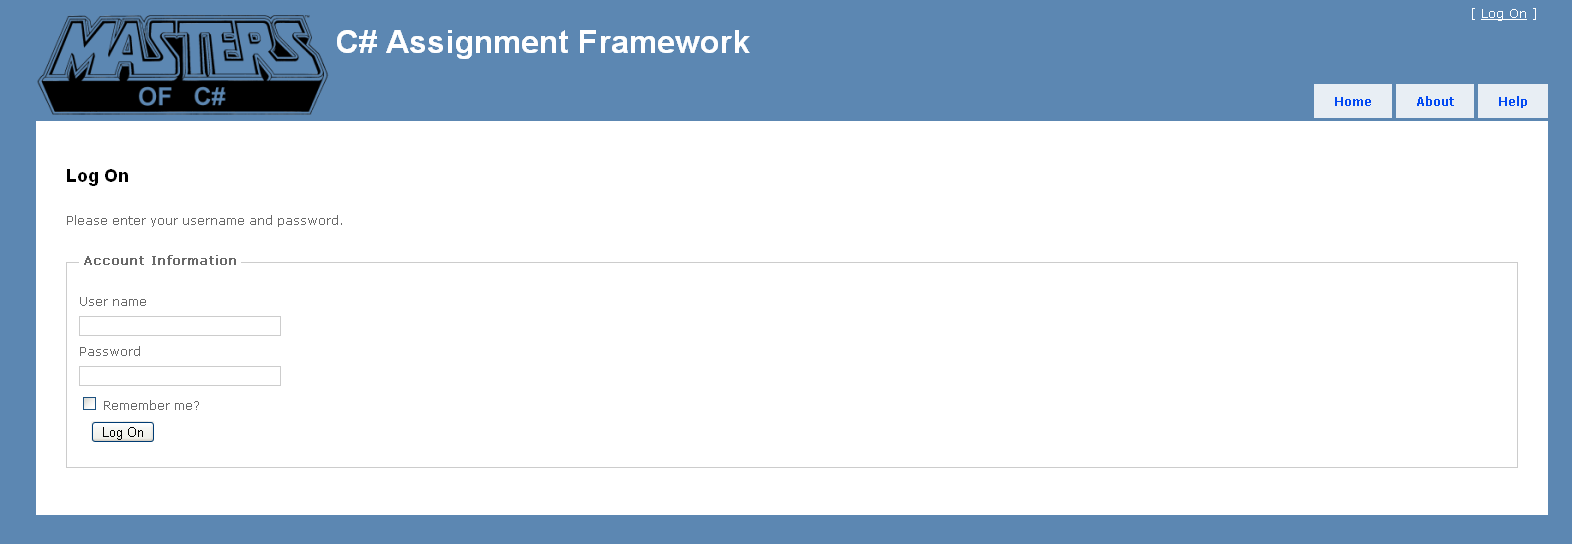 [ Log On ]
MASTERS
OF C#
C# Assignment Framework
Home About Help
Log On
Please enter your username and password.
Account Information
User name
Password
Remember me?
Log On